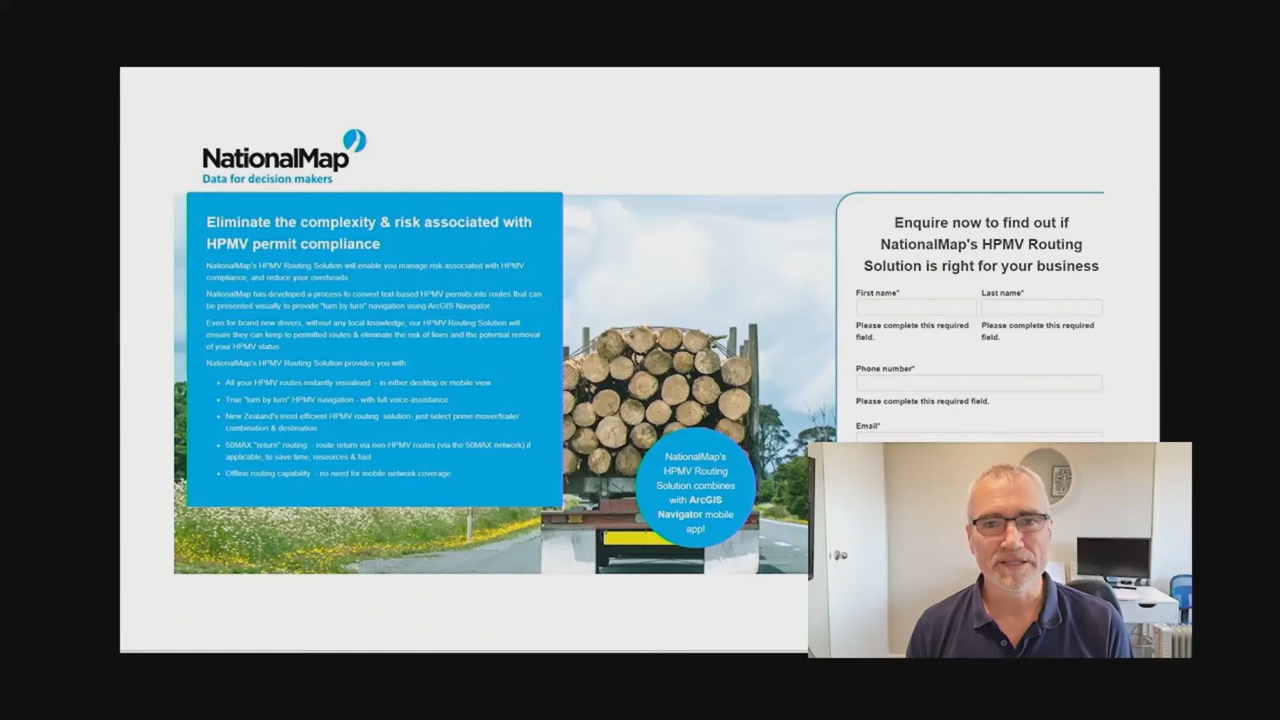 NationalMap
Data for decision makers
Eliminate the complexity & risk associated with
HPMV permit compliance
NationalMap's HPMV Routing Solution will enable you manage risk associated with HPMV
compliance, and reduce your overheads.
NationalMap has developed a process to convert text-based HPMV permits into routes that can
be presented visually to provide "turn by turn" navigation using ArcGIS Navigator.
Even for brand new drivers, without any local knowledge, our HPMV Routing Solution will
ensure they can keep to permitted routes & eliminate the risk of fines and the potential removal
of your HPMV status.
NationalMap's HPMV Routing Solution provides you with
• All your HPMV routes instantly visualised - in either desktop or mobile view
• True "turn by turn" HPMV navigation - with full voice-assistance
• New Zealand's most efficient HPMV routing solution- just select prime mover/trailer
combination & destination
• 50MAX "return" routing - route return via non-HPMV routes (via the 50MAX network) if
applicable, to save time, resources & fuel
• Offline routing capability - no need for mobile network coverage.
NationalMap's
HPMV Routing
Solution combines
with ArcGIS
Navigator mobile
app!
Enquire now to find out if
NationalMap's HPMV Routing
Solution is right for your business
First name* Last name*
Please complete this required Please complete this required
field. field.
Phone number*
Please complete this required field.
Email*